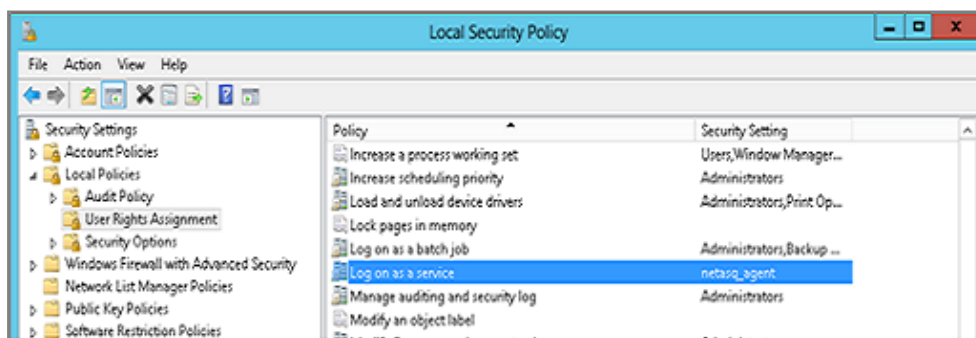 Local Security Policy
File Action View Help
Security Settings
Account Policies
Local Policies
Audit Policy
User Rights Assignment
Security Options
Windows Firewall with Advanced Security
Network List Manager Policies
Public Key Policies
Software Restriction Policies
Policy Security Setting
Increase a process working set Users,Window Manager...
Increase scheduling priority Administrators
Load and unload device drivers Administrators,Print Op...
Lock pages in memory
Log on as a batch job Administrators,Backup ...
Log on as a service netasq_agent
Manage auditing and security log Administrators
Modify an object label